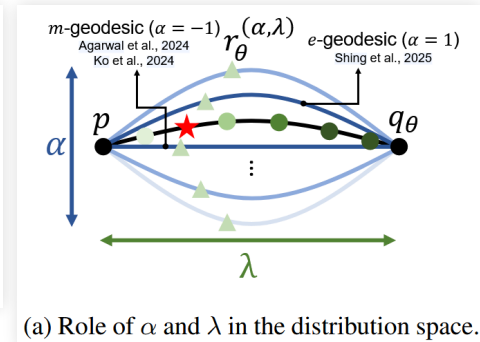 m-geodesic (α = −1)
Agarwal et al., 2024
Ko et al., 2024
r_θ^(α,λ)
e-geodesic (α = 1)
Shing et al., 2025
p
q_θ
α
⋮
λ
(a) Role of α and λ in the distribution space.